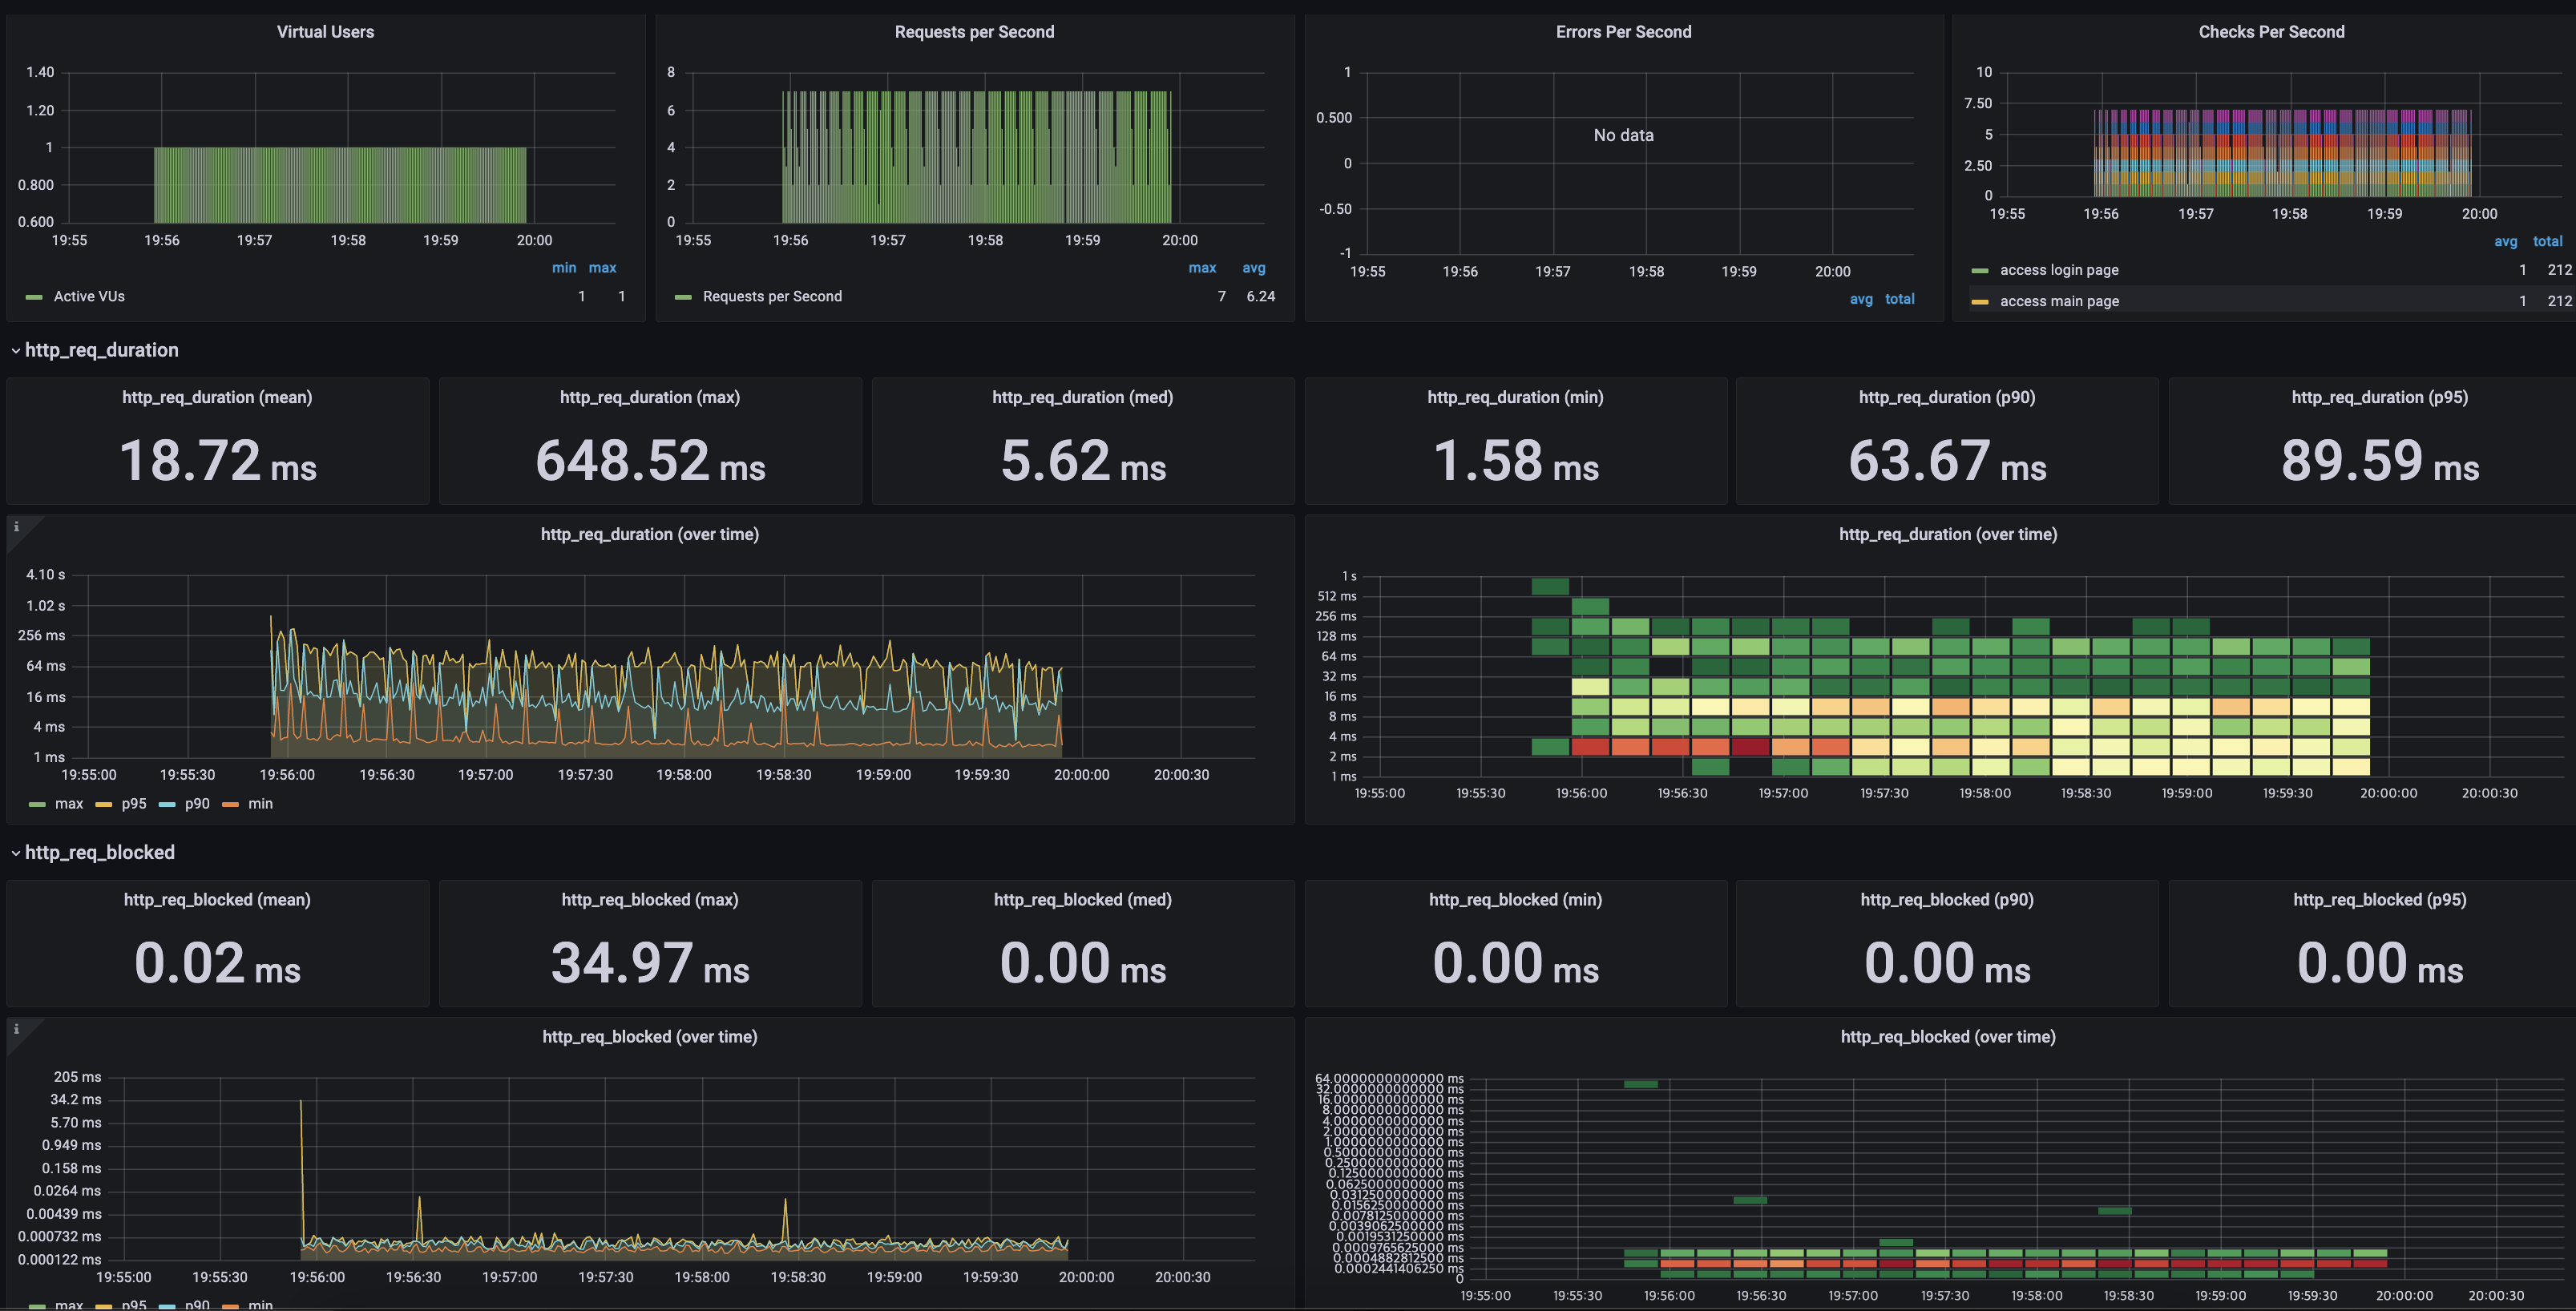 Virtual Users
1.40
1.20
1
0.800
0.600
19:55 19:56 19:57 19:58 19:59 20:00
min max
Active VUs 1 1
Requests per Second
8
6
4
2
0
19:55 19:56 19:57 19:58 19:59 20:00
max avg
Requests per Second 7 6.24
Errors Per Second
1
0.500
0
-0.50
-1
No data
19:55 19:56 19:57 19:58 19:59 20:00
avg total
Checks Per Second
10
7.50
5
2.50
0
19:55 19:56 19:57 19:58 19:59 20:00
avg total
access login page 1 212
access main page 1 212
http_req_duration
http_req_duration (mean)
18.72 ms
http_req_duration (max)
648.52 ms
http_req_duration (med)
5.62 ms
http_req_duration (min)
1.58 ms
http_req_duration (p90)
63.67 ms
http_req_duration (p95)
89.59 ms
i
http_req_duration (over time)
4.10 s
1.02 s
256 ms
64 ms
16 ms
4 ms
1 ms
19:55:00 19:55:30 19:56:00 19:56:30 19:57:00 19:57:30 19:58:00 19:58:30 19:59:00 19:59:30 20:00:00 20:00:30
max p95 p90 min
http_req_duration (over time)
1 s
512 ms
256 ms
128 ms
64 ms
32 ms
16 ms
8 ms
4 ms
2 ms
1 ms
19:55:00 19:55:30 19:56:00 19:56:30 19:57:00 19:57:30 19:58:00 19:58:30 19:59:00 19:59:30 20:00:00 20:00:30
http_req_blocked
http_req_blocked (mean)
0.02 ms
http_req_blocked (max)
34.97 ms
http_req_blocked (med)
0.00 ms
http_req_blocked (min)
0.00 ms
http_req_blocked (p90)
0.00 ms
http_req_blocked (p95)
0.00 ms
i
http_req_blocked (over time)
205 ms
34.2 ms
5.70 ms
0.949 ms
0.158 ms
0.0264 ms
0.00439 ms
0.000732 ms
0.000122 ms
19:55:00 19:55:30 19:56:00 19:56:30 19:57:00 19:57:30 19:58:00 19:58:30 19:59:00 19:59:30 20:00:00 20:00:30
max p95 p90 min
http_req_blocked (over time)
64.0000000000000 ms
32.0000000000000 ms
16.0000000000000 ms
8.0000000000000 ms
4.0000000000000 ms
2.0000000000000 ms
1.0000000000000 ms
0.5000000000000 ms
0.2500000000000 ms
0.1250000000000 ms
0.0625000000000 ms
0.0312500000000 ms
0.0156250000000 ms
0.0078125000000 ms
0.0039062500000 ms
0.0019531250000 ms
0.0009765625000 ms
0.0004882812500 ms
0.0002441406250 ms
0
19:55:00 19:55:30 19:56:00 19:56:30 19:57:00 19:57:30 19:58:00 19:58:30 19:59:00 19:59:30 20:00:00 20:00:30